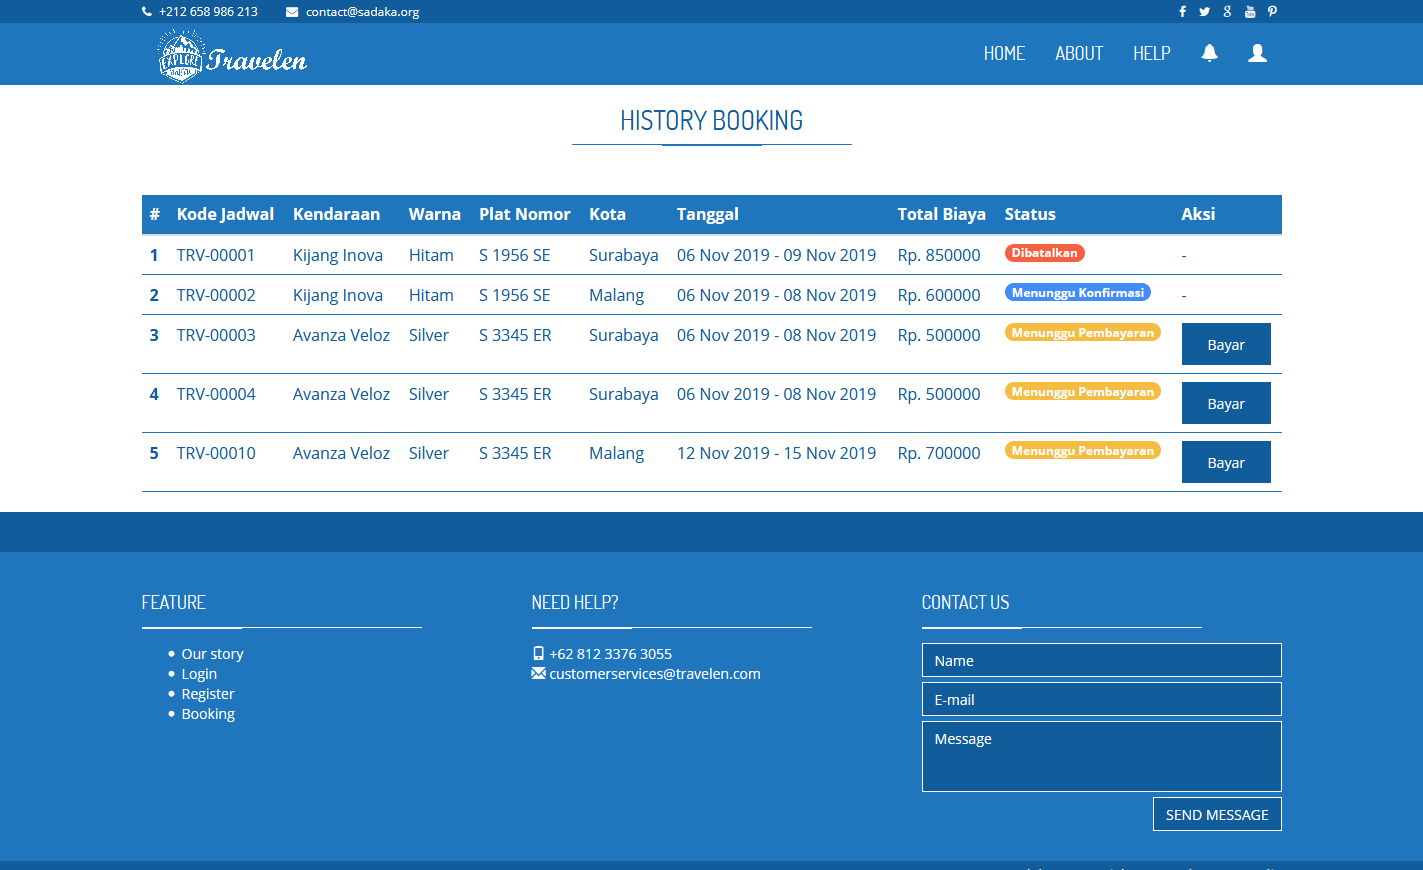 +212 658 986 213 contact@sadaka.org
EXPLORE
Travelen
HOME ABOUT HELP
HISTORY BOOKING
# Kode Jadwal Kendaraan Warna Plat Nomor Kota Tanggal Total Biaya Status Aksi
1 TRV-00001 Kijang Inova Hitam S 1956 SE Surabaya 06 Nov 2019 - 09 Nov 2019 Rp. 850000 Dibatalkan -
2 TRV-00002 Kijang Inova Hitam S 1956 SE Malang 06 Nov 2019 - 08 Nov 2019 Rp. 600000 Menunggu Konfirmasi -
3 TRV-00003 Avanza Veloz Silver S 3345 ER Surabaya 06 Nov 2019 - 08 Nov 2019 Rp. 500000 Menunggu Pembayaran Bayar
4 TRV-00004 Avanza Veloz Silver S 3345 ER Surabaya 06 Nov 2019 - 08 Nov 2019 Rp. 500000 Menunggu Pembayaran Bayar
5 TRV-00010 Avanza Veloz Silver S 3345 ER Malang 12 Nov 2019 - 15 Nov 2019 Rp. 700000 Menunggu Pembayaran Bayar
FEATURE
Our story
Login
Register
Booking
NEED HELP?
+62 812 3376 3055
customerservices@travelen.com
CONTACT US
Name
E-mail
Message
SEND MESSAGE